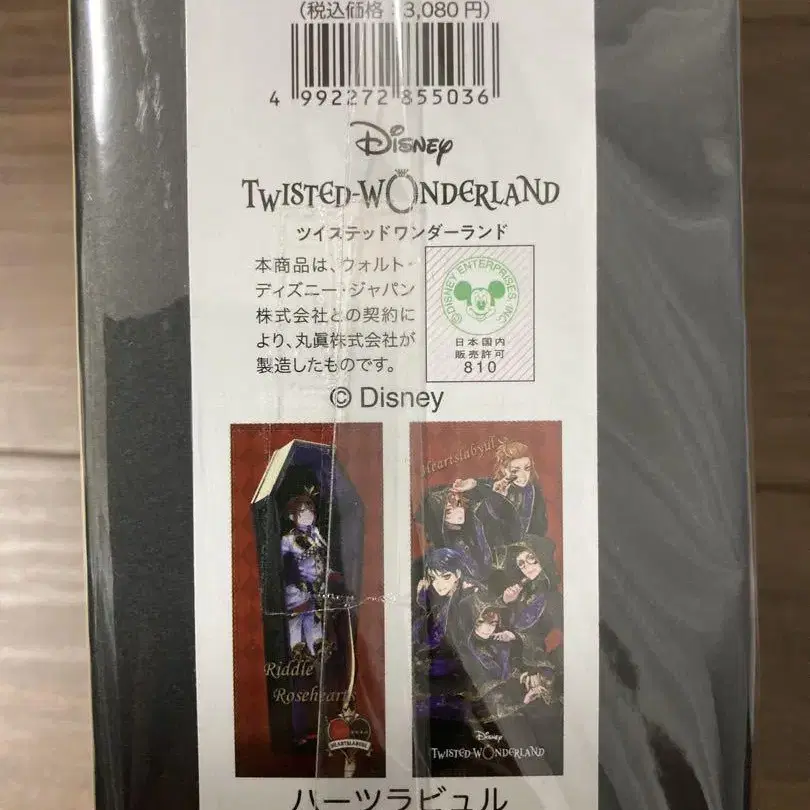 (税込価格：3,080円)
4 992272 855036
Disney
TWISTED-WONDERLAND
ツイステッドワンダーランド
本商品は、ウォルト・
ディズニー・ジャパン
株式会社との契約に
より、丸眞株式会社が
製造したものです。
©DISNEY ENTERPRISES, INC.
日本国内
販売許可
810
© Disney
Riddle
Rosehearts
HEARTSLABYUL
Heartslabyul
Disney
TWISTED-WONDERLAND
ハーツラビュル